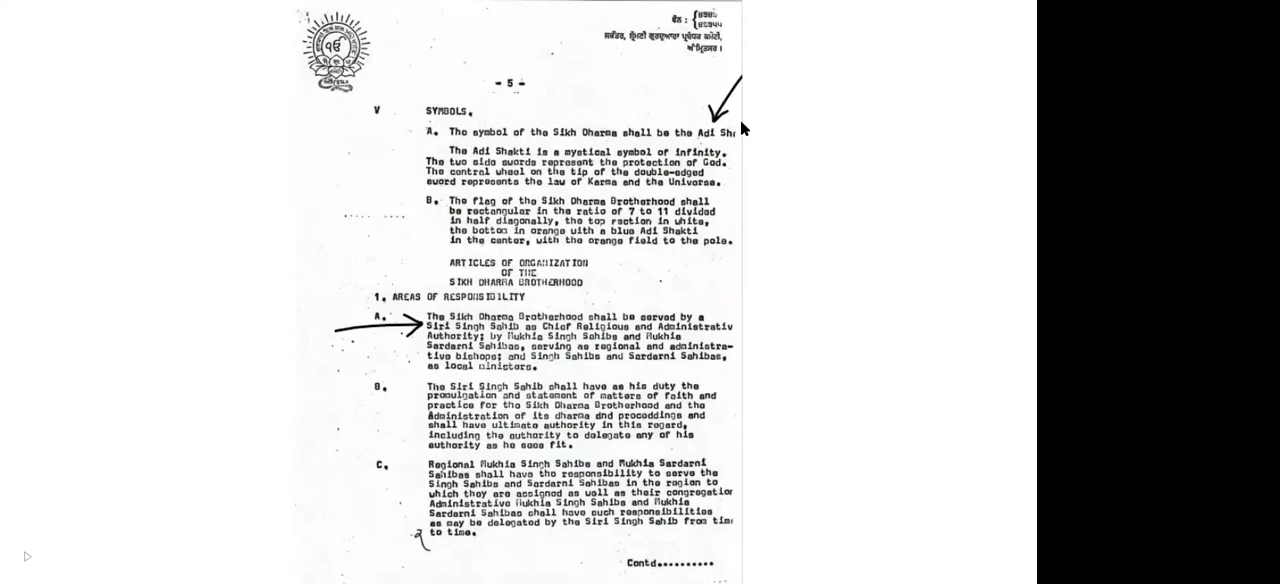 ਫੋਨ :
ਸਕੱਤਰ, ਸ਼੍ਰੋਮਣੀ ਗੁਰਦੁਆਰਾ ਪ੍ਰਬੰਧਕ ਕਮੇਟੀ,
ਅੰਮ੍ਰਿਤਸਰ ।
- 5 -
V SYMBOLS.
A. The symbol of the Sikh Dharma shall be the Adi Sh
The Adi Shakti is a mystical symbol of infinity.
The two side swords represent the protection of God.
The control wheel on the tip of the double-edged
sword represents the law of Karma and the Universe.
B. The flag of the Sikh Dharma Brotherhood shall
be rectangular in the ratio of 7 to 11 divided
in half diagonally, the top raction in white,
the botton in orange with a blue Adi Shakti
in the center, with the orange field to the pole.
ARTICLES OF ORGANIZATION
OF THE
SIKH DHARMA BROTHERHOOD
1. AREAS OF RESPONSIBILITY
A. The Sikh Dharma Brotherhood shall be served by a
Siri Singh Sahib as Chief Religious and Administrativ
Authority; by Mukhia Singh Sahibs and Mukhia
Sardarni Sahibas, serving as regional and administra-
tive bishops; and Singh Sahibs and Sardarni Sahibas,
as local ministers.
B. The Siri Singh Sahib shall have as his duty the
promulgation and statement of matters of faith and
practice for the Sikh Dharma Brotherhood and the
Administration of its dharma dnd proceddings and
shall have ultimate authority in this regard,
including the authority to delegate any of his
authority as he sees fit.
C. Regional Mukhia Singh Sahibs and Mukhia Sardarni
Sahibas shall have the responsibility to serve the
Singh Sahibs and Sardarni Sahibas in the region to
which they are assigned as well as their congregation
Administrative Mukhia Singh Sahibs and Mukhia
Sardarni Sahibas shall have such responsibilities
as may be delegated by the Siri Singh Sahib from tim
to time.
Contd..........